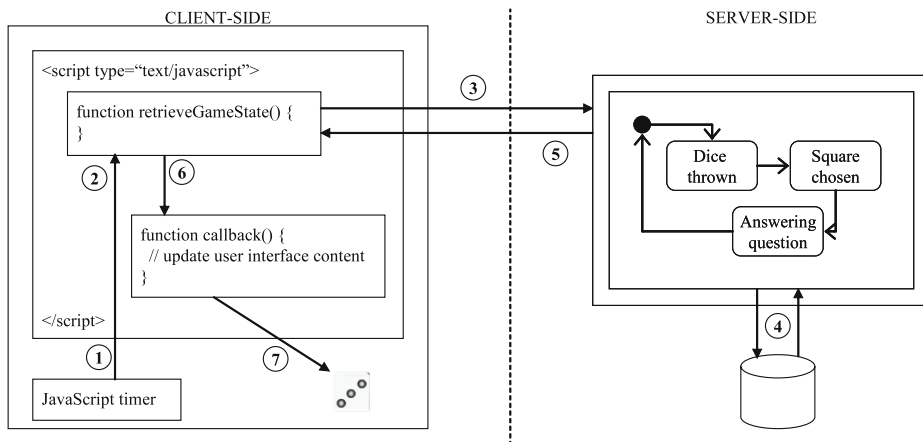 CLIENT-SIDE
SERVER-SIDE
<script type=“text/javascript”>
function retrieveGameState() {
}
3
5
2
6
function callback() {
// update user interface content
}
</script>
1
7
JavaScript timer
Dice
thrown
Square
chosen
Answering
question
4